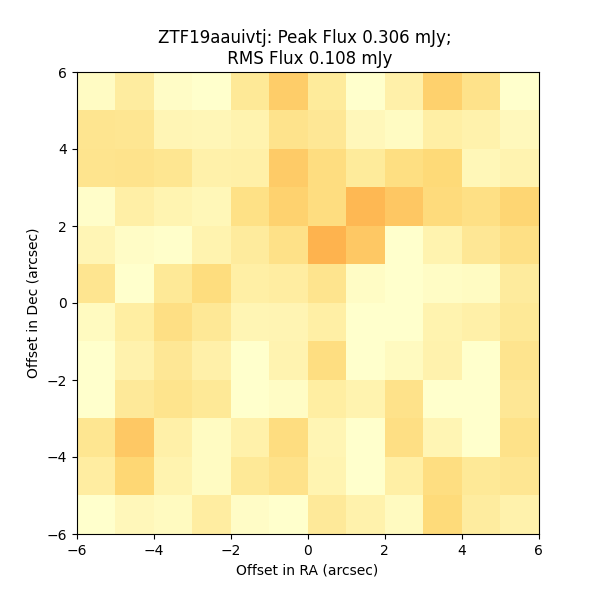 ZTF19aauivtj: Peak Flux 0.306 mJy;
RMS Flux 0.108 mJy
6
4
2
0
−2
−4
−6
Offset in Dec (arcsec)
−6 −4 −2 0 2 4 6
Offset in RA (arcsec)